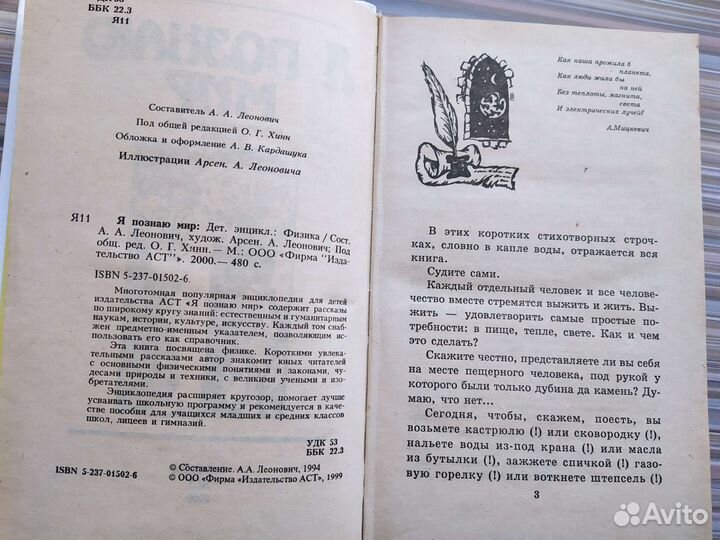 ББК 22.3
Я11
Составитель А. А. Леонович
Под общей редакцией О. Г. Хинн
Обложка и оформление А. В. Кардашука
Иллюстрации Арсен. А. Леоновича
Я11 Я познаю мир: Дет. энцикл.: Физика / Сост.
А. А. Леонович, худож. Арсен. А. Леонович; Под
общ. ред. О. Г. Хинн. — М.: ООО «Фирма "Изда-
тельство АСТ"». 2000.— 480 с.
ISBN 5-237-01502-6.
Многотомная популярная энциклопедия для детей
издательства АСТ «Я познаю мир» содержит рассказы
по широкому кругу знаний: естественным и гуманитарным
наукам, истории, культуре, искусству. Каждый том снаб-
жен предметно-именным указателем, позволяющим ис-
пользовать его как справочник.
Эта книга посвящена физике. Короткими увлека-
тельными рассказами автор знакомит юных читателей
с основными физическими понятиями и законами, чу-
десами природы и техники, с великими учеными и изо-
бретателями.
Энциклопедия расширяет кругозор, помогает лучше
усваивать школьную программу и рекомендуется в каче-
стве пособия для учащихся младших и средних классов
школ, лицеев и гимназий.
УДК 53
ББК 22.3
ISBN 5-237-01502-6
© Составление. А.А. Леонович, 1994
© ООО «Фирма «Издательство АСТ», 1999
Как наша прожила б
планета,
Как люди жили бы
на ней
Без теплоты, магнита,
света
И электрических лучей?
А.Мицкевич
В этих коротких стихотворных строч-
ках, словно в капле воды, отражается вся
книга.
Судите сами.
Каждый отдельный человек и все чело-
вечество вместе стремятся выжить и жить. Вы-
жить — удовлетворить самые простые по-
требности: в пище, тепле, свете. Как и чем
это сделать?
Скажите честно, представляете ли вы себя
на месте пещерного человека, под рукой у
которого были только дубина да камень? Ду-
маю, что нет...
Сегодня, чтобы, скажем, поесть, вы
возьмете кастрюлю (!) или сковородку (!),
нальете воды из-под крана (!) или масла
из бутылки (!), зажжете спичкой (!) газо-
вую горелку (!) или воткнете штепсель (!)
3
Avito